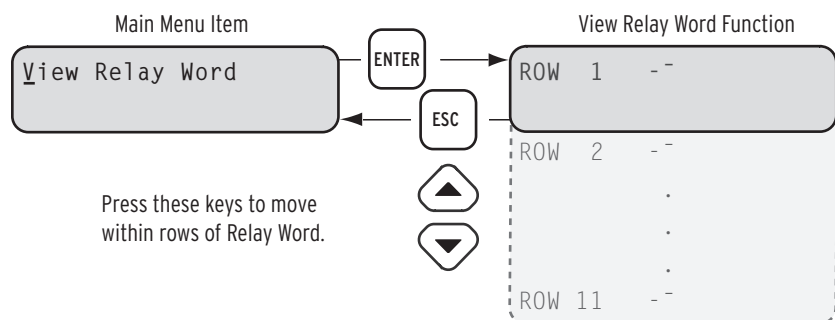 Main Menu Item
View Relay Word Function
View Relay Word
ENTER
ROW 1 -‾
ESC
ROW 2 -‾
Press these keys to move
within rows of Relay Word.
.
.
.
ROW 11 -‾